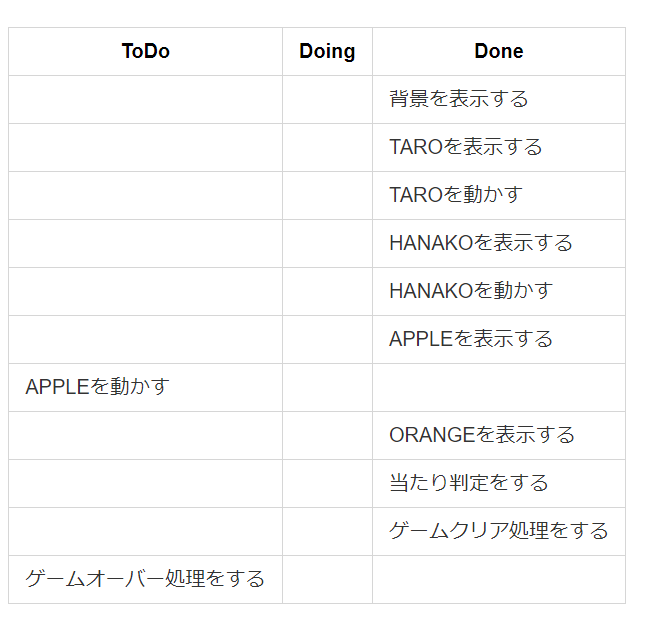 ToDo Doing Done
背景を表示する
TAROを表示する
TAROを動かす
HANAKOを表示する
HANAKOを動かす
APPLEを表示する
APPLEを動かす
ORANGEを表示する
当たり判定をする
ゲームクリア処理をする
ゲームオーバー処理をする